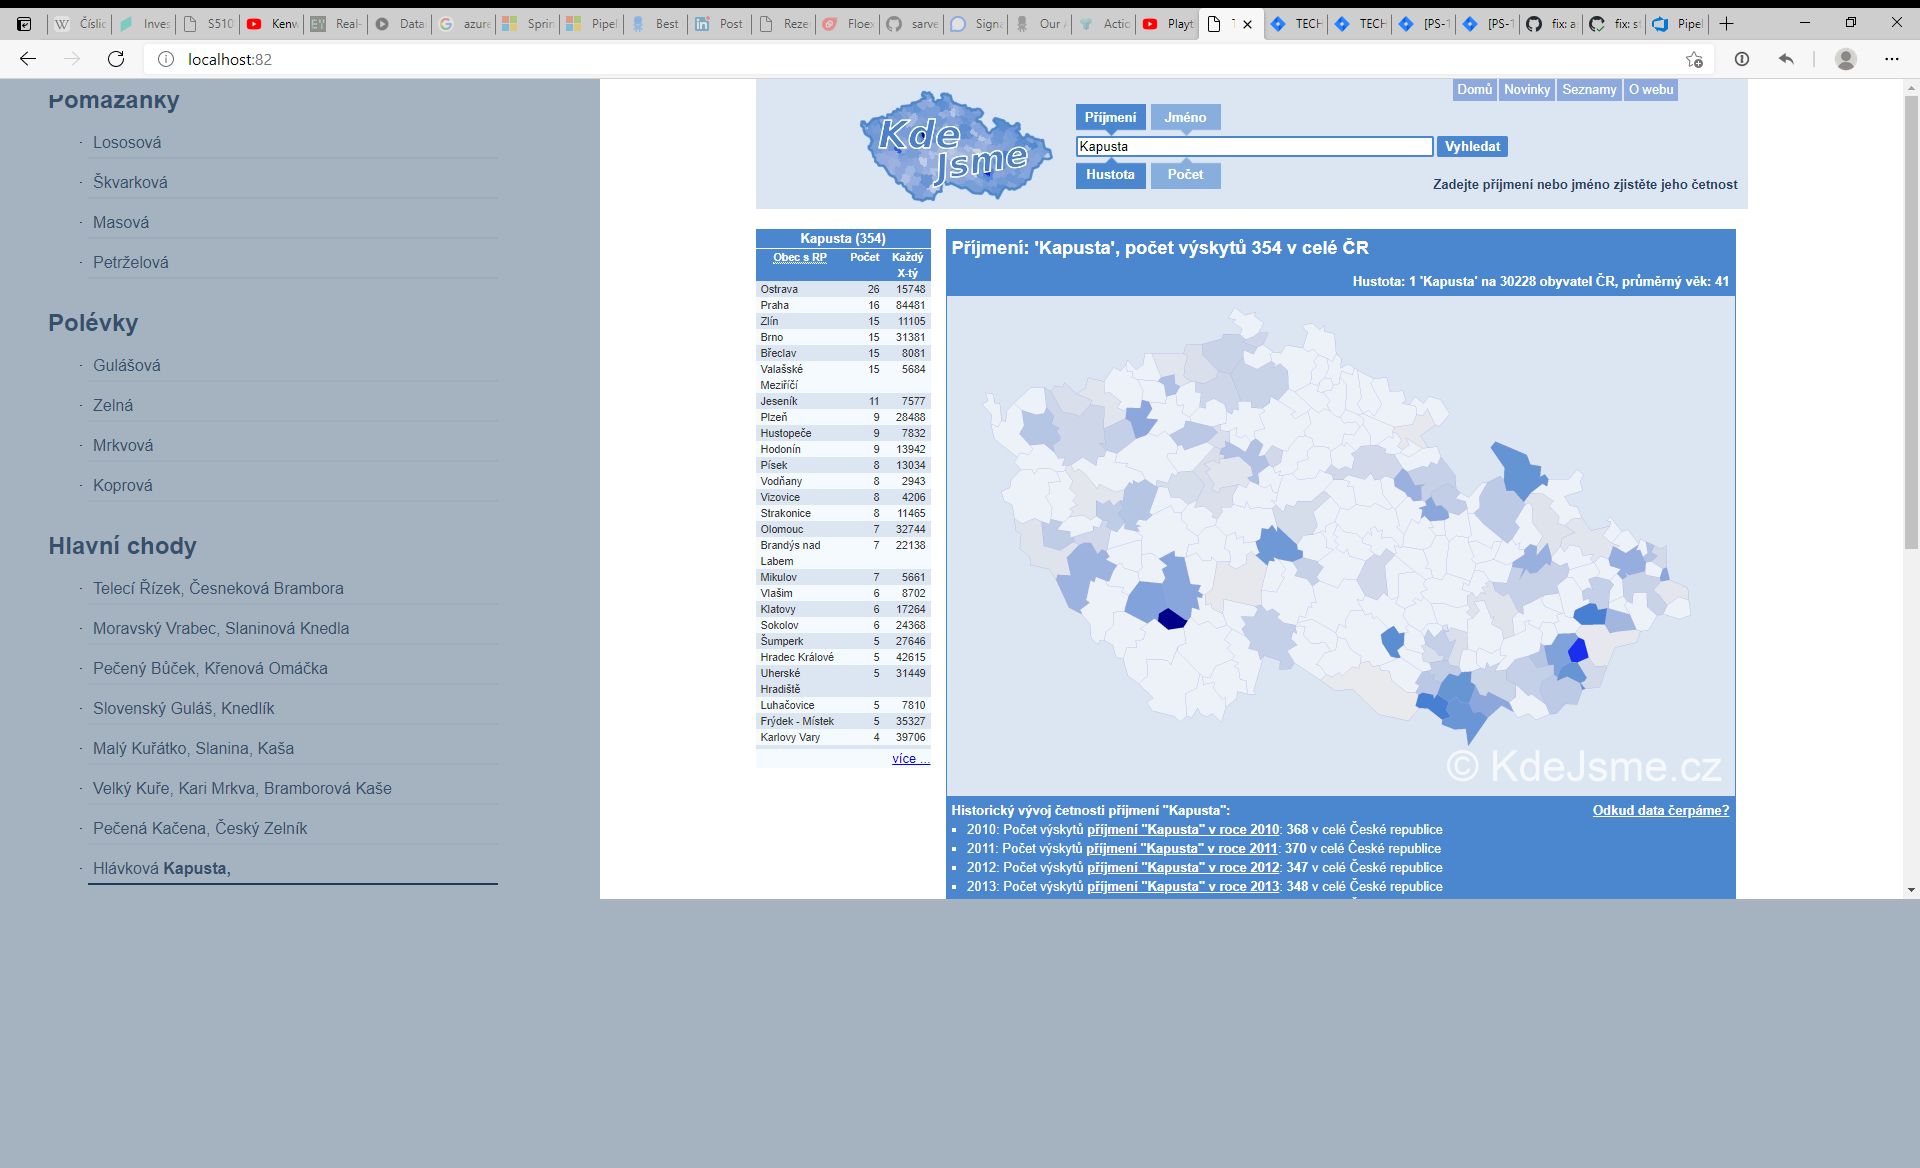 Číslic
Inves
S510
Kenw
Real-
Data
azure
Sprin
Pipel
Best
Post
Reze
Floex
sarve
Signa
Our A
Actio
Playt
T
TECH
TECH
[PS-1
[PS-1
fix: a
fix: s
Pipel
localhost:82
Pomazánky
Lososová
Škvarková
Masová
Petrželová
Polévky
Gulášová
Zelná
Mrkvová
Koprová
Hlavní chody
Telecí Řízek, Česneková Brambora
Moravský Vrabec, Slaninová Knedla
Pečený Bůček, Křenová Omáčka
Slovenský Guláš, Knedlík
Malý Kuřátko, Slanina, Kaša
Velký Kuře, Kari Mrkva, Bramborová Kaše
Pečená Kačena, Český Zelník
Hlávková Kapusta,
Domů Novinky Seznamy O webu
Kde Jsme
Příjmení Jméno
Kapusta Vyhledat
Hustota Počet
Zadejte příjmení nebo jméno zjistěte jeho četnost
Kapusta (354)
Obec s RP Počet Každý X-tý
Ostrava 26 15748
Praha 16 84481
Zlín 15 11105
Brno 15 31381
Břeclav 15 8081
Valašské Meziříčí 15 5684
Jeseník 11 7577
Plzeň 9 28488
Hustopeče 9 7832
Hodonín 9 13942
Písek 8 13034
Vodňany 8 2943
Vizovice 8 4206
Strakonice 8 11465
Olomouc 7 32744
Brandýs nad Labem 7 22138
Mikulov 7 5661
Vlašim 6 8702
Klatovy 6 17264
Sokolov 6 24368
Šumperk 5 27646
Hradec Králové 5 42615
Uherské Hradiště 5 31449
Luhačovice 5 7810
Frýdek - Místek 5 35327
Karlovy Vary 4 39706
více ...
Příjmení: 'Kapusta', počet výskytů 354 v celé ČR
Hustota: 1 'Kapusta' na 30228 obyvatel ČR, průměrný věk: 41
© KdeJsme.cz
Historický vývoj četnosti příjmení "Kapusta": Odkud data čerpáme?
2010: Počet výskytů příjmení "Kapusta" v roce 2010: 368 v celé České republice
2011: Počet výskytů příjmení "Kapusta" v roce 2011: 370 v celé České republice
2012: Počet výskytů příjmení "Kapusta" v roce 2012: 347 v celé České republice
2013: Počet výskytů příjmení "Kapusta" v roce 2013: 348 v celé České republice